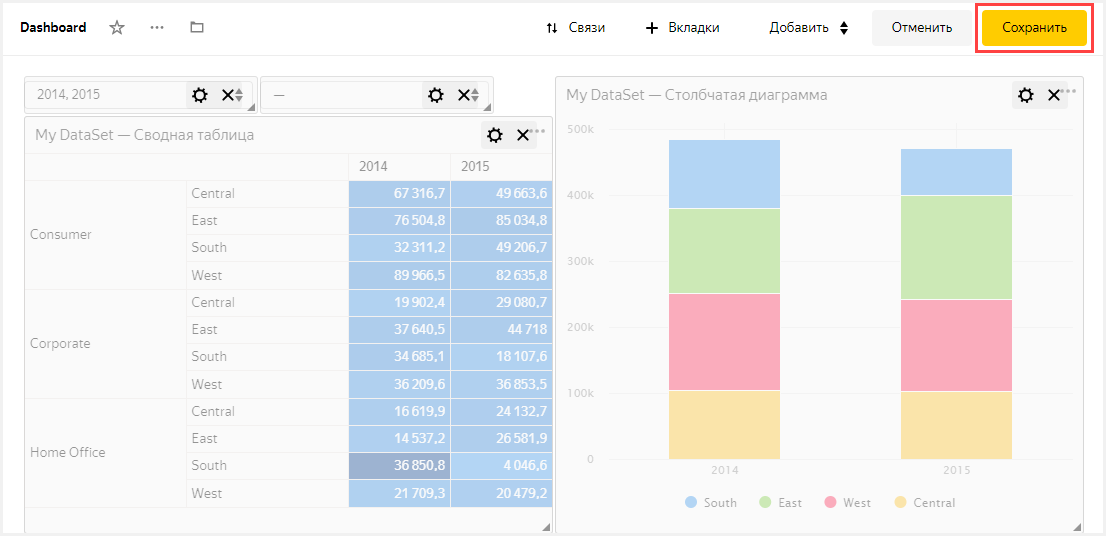 Dashboard Связи Вкладки Добавить Отменить Сохранить
2014, 2015 —
My DataSet — Сводная таблица
2014 2015
Consumer
Central 67 316,7 49 663,6
East 76 504,8 85 034,8
South 32 311,2 49 206,7
West 89 966,5 82 635,8
Corporate
Central 19 902,4 29 080,7
East 37 640,5 44 718
South 34 685,1 18 107,6
West 36 209,6 36 853,5
Home Office
Central 16 619,9 24 132,7
East 14 537,2 26 581,9
South 36 850,8 4 046,6
West 21 709,3 20 479,2
My DataSet — Столбчатая диаграмма
500k
400k
300k
200k
100k
0
2014 2015
South East West Central